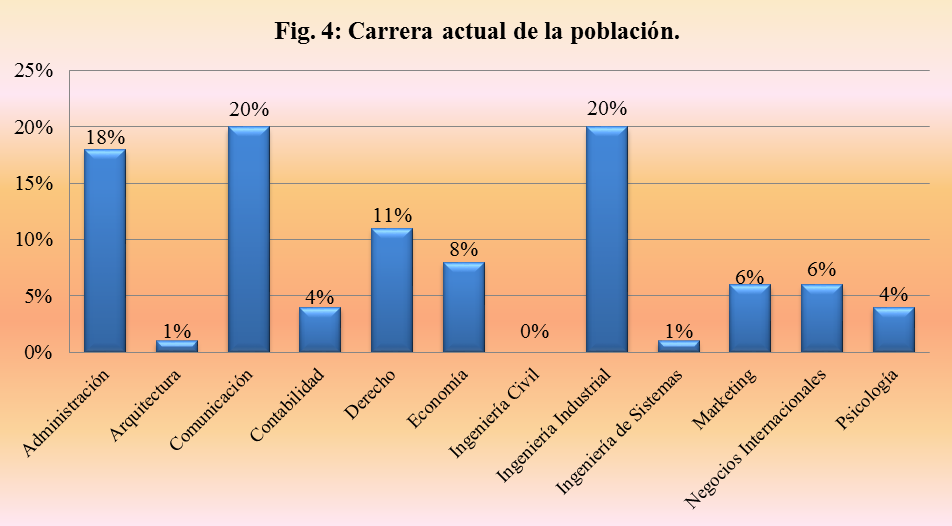 Fig. 4: Carrera actual de la población.
25%
20%
15%
10%
5%
0%
18%
1%
20%
4%
11%
8%
0%
20%
1%
6%
6%
4%
Administración
Arquitectura
Comunicación
Contabilidad
Derecho
Economía
Ingeniería Civil
Ingeniería Industrial
Ingeniería de Sistemas
Marketing
Negocios Internacionales
Psicología